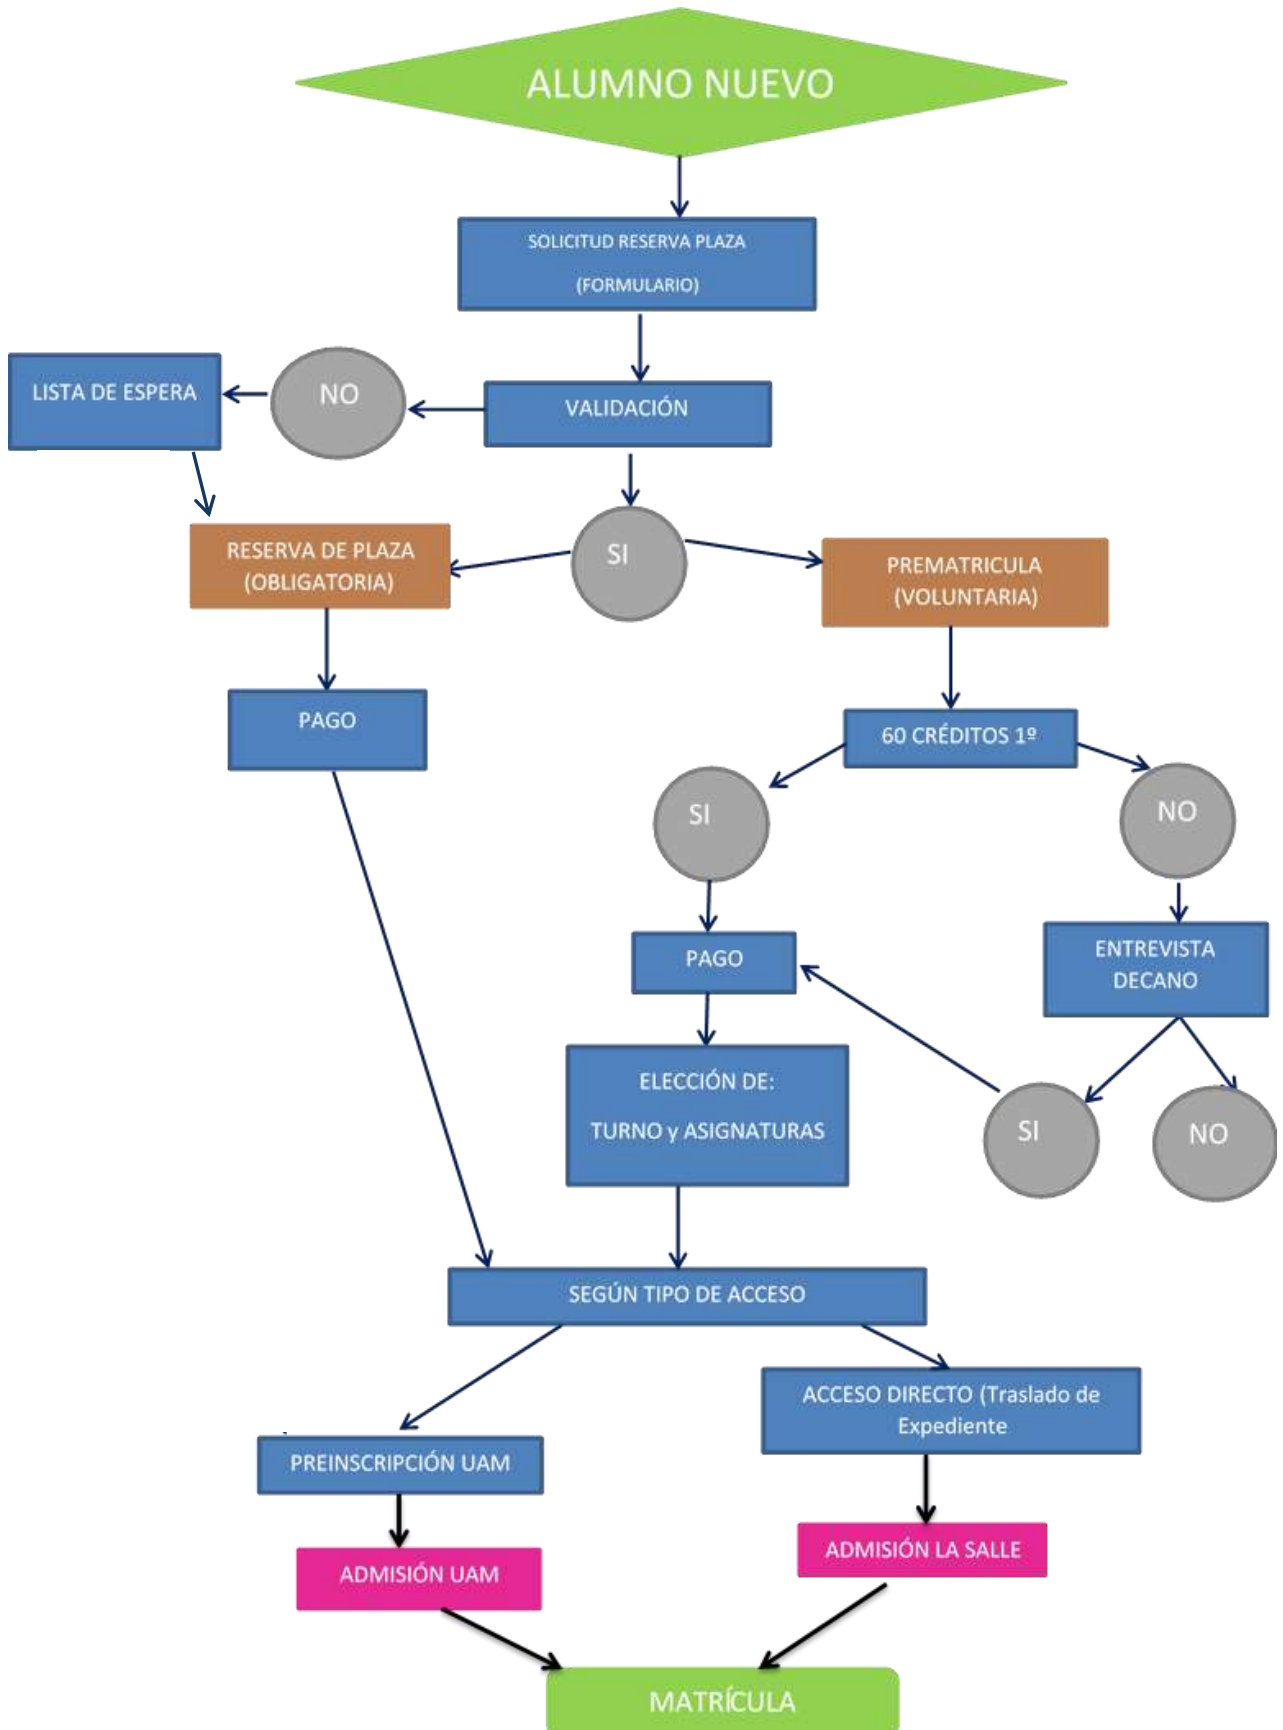 ALUMNO NUEVO
SOLICITUD RESERVA PLAZA
(FORMULARIO)
LISTA DE ESPERA
NO
VALIDACIÓN
RESERVA DE PLAZA
(OBLIGATORIA)
SI
PREMATRICULA
(VOLUNTARIA)
PAGO
60 CRÉDITOS 1º
SI
NO
PAGO
ENTREVISTA
DECANO
ELECCIÓN DE:
TURNO y ASIGNATURAS
SI
NO
SEGÚN TIPO DE ACCESO
ACCESO DIRECTO (Traslado de
Expediente
PREINSCRIPCIÓN UAM
ADMISIÓN LA SALLE
ADMISIÓN UAM
MATRÍCULA